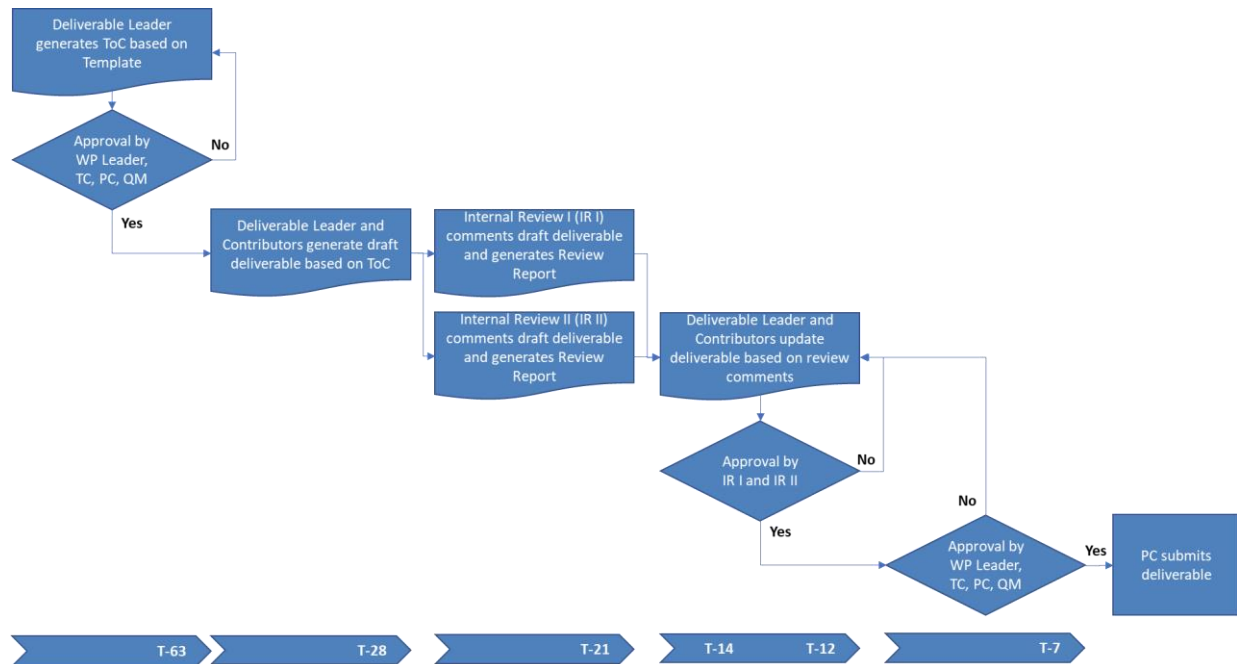 Deliverable Leader
generates ToC based on
Template
Approval by
WP Leader,
TC, PC, QM
No
Yes
Deliverable Leader and
Contributors generate draft
deliverable based on ToC
Internal Review I (IR I)
comments draft deliverable
and generates Review
Report
Internal Review II (IR II)
comments draft deliverable
and generates Review
Report
Deliverable Leader and
Contributors update
deliverable based on review
comments
Approval by
IR I and IR II
No
Yes
No
Approval by
WP Leader,
TC, PC, QM
Yes
PC submits
deliverable
T-63
T-28
T-21
T-14
T-12
T-7